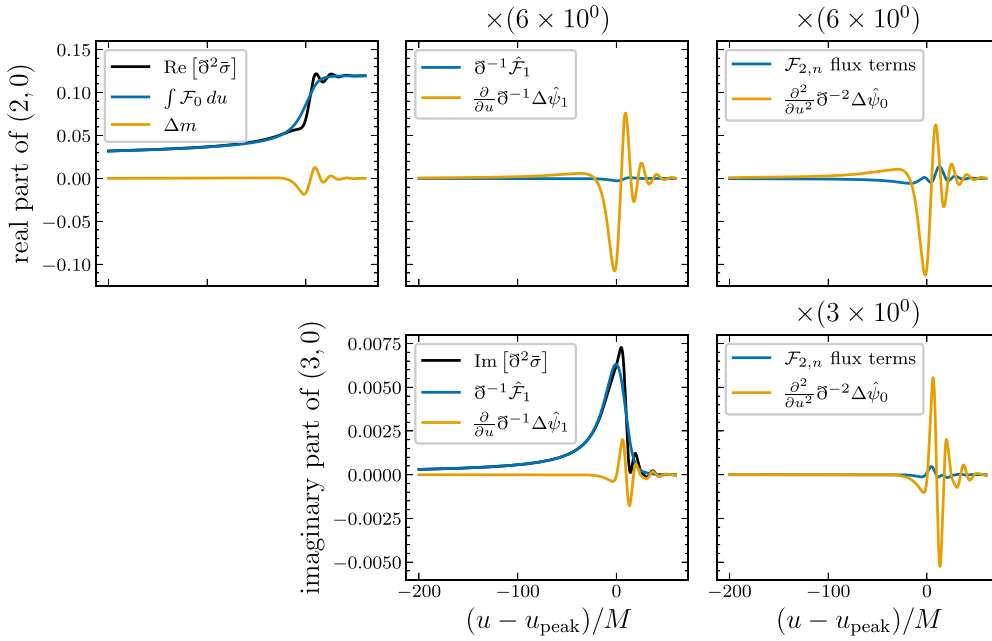 ×(6 × 10⁰)
×(6 × 10⁰)
real part of (2, 0)
0.15
0.10
0.05
0.00
−0.05
−0.10
Re [ð̄²σ̄]
∫ ℱ₀ du
Δm
ð̄⁻¹ℱ̂₁
∂/∂u ð̄⁻¹Δψ̂₁
ℱ₂,ₙ flux terms
∂²/∂u² ð̄⁻²Δψ̂₀
×(3 × 10⁰)
imaginary part of (3, 0)
0.0075
0.0050
0.0025
0.0000
−0.0025
−0.0050
Im [ð̄²σ̄]
ð̄⁻¹ℱ̂₁
∂/∂u ð̄⁻¹Δψ̂₁
ℱ₂,ₙ flux terms
∂²/∂u² ð̄⁻²Δψ̂₀
−200 −100 0
−200 −100 0
(u − u_peak)/M
(u − u_peak)/M